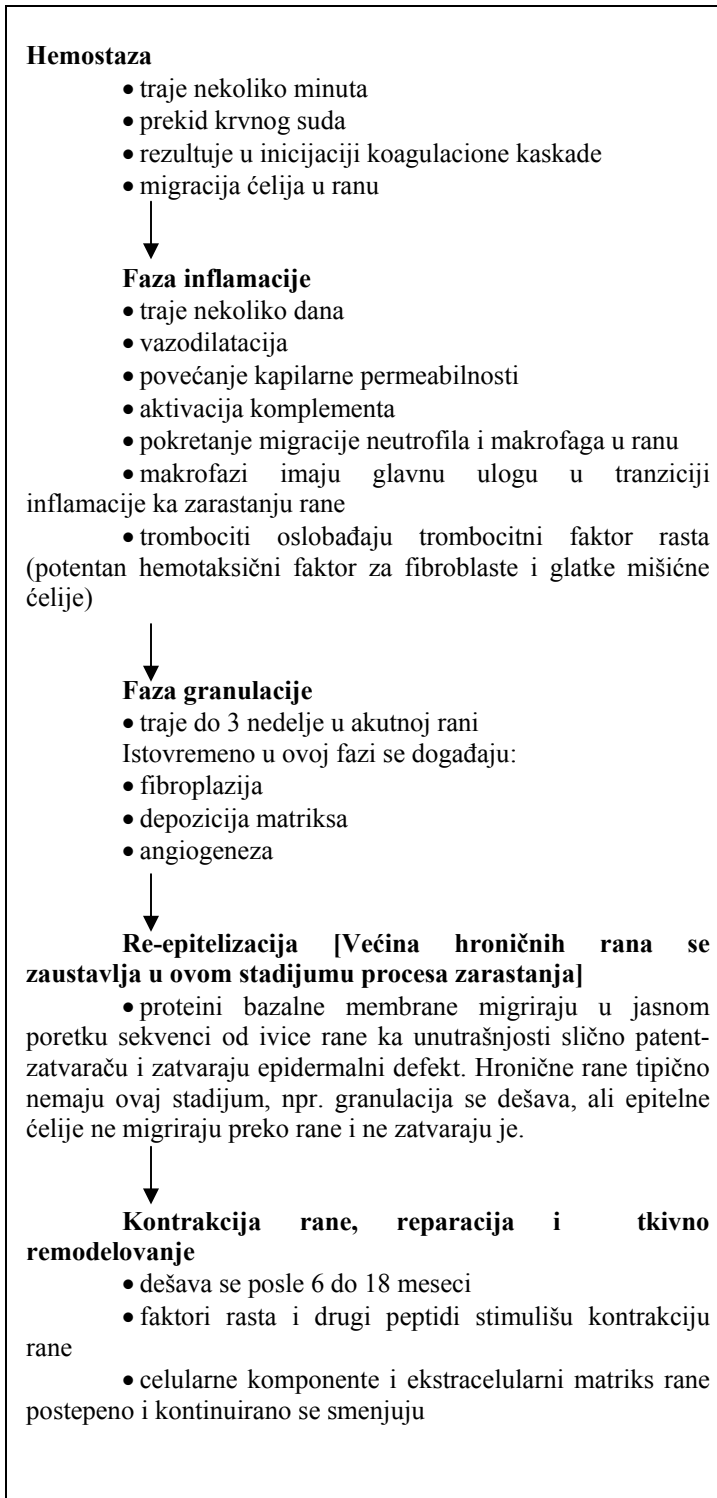 Hemostaza
• traje nekoliko minuta
• prekid krvnog suda
• rezultuje u inicijaciji koagulacione kaskade
• migracija ćelija u ranu
Faza inflamacije
• traje nekoliko dana
• vazodilatacija
• povećanje kapilarne permeabilnosti
• aktivacija komplementa
• pokretanje migracije neutrofila i makrofaga u ranu
• makrofazi imaju glavnu ulogu u tranziciji
inflamacije ka zarastanju rane
• trombociti oslobađaju trombocitni faktor rasta
(potentan hemotaksični faktor za fibroblaste i glatke mišićne
ćelije)
Faza granulacije
• traje do 3 nedelje u akutnoj rani
Istovremeno u ovoj fazi se događaju:
• fibroplazija
• depozicija matriksa
• angiogeneza
Re-epitelizacija [Većina hroničnih rana se
zaustavlja u ovom stadijumu procesa zarastanja]
• proteini bazalne membrane migriraju u jasnom
poretku sekvenci od ivice rane ka unutrašnjosti slično patent-
zatvaraču i zatvaraju epidermalni defekt. Hronične rane tipično
nemaju ovaj stadijum, npr. granulacija se dešava, ali epitelne
ćelije ne migriraju preko rane i ne zatvaraju je.
Kontrakcija rane, reparacija i tkivno
remodelovanje
• dešava se posle 6 do 18 meseci
• faktori rasta i drugi peptidi stimulišu kontrakciju
rane
• celularne komponente i ekstracelularni matriks rane
postepeno i kontinuirano se smenjuju